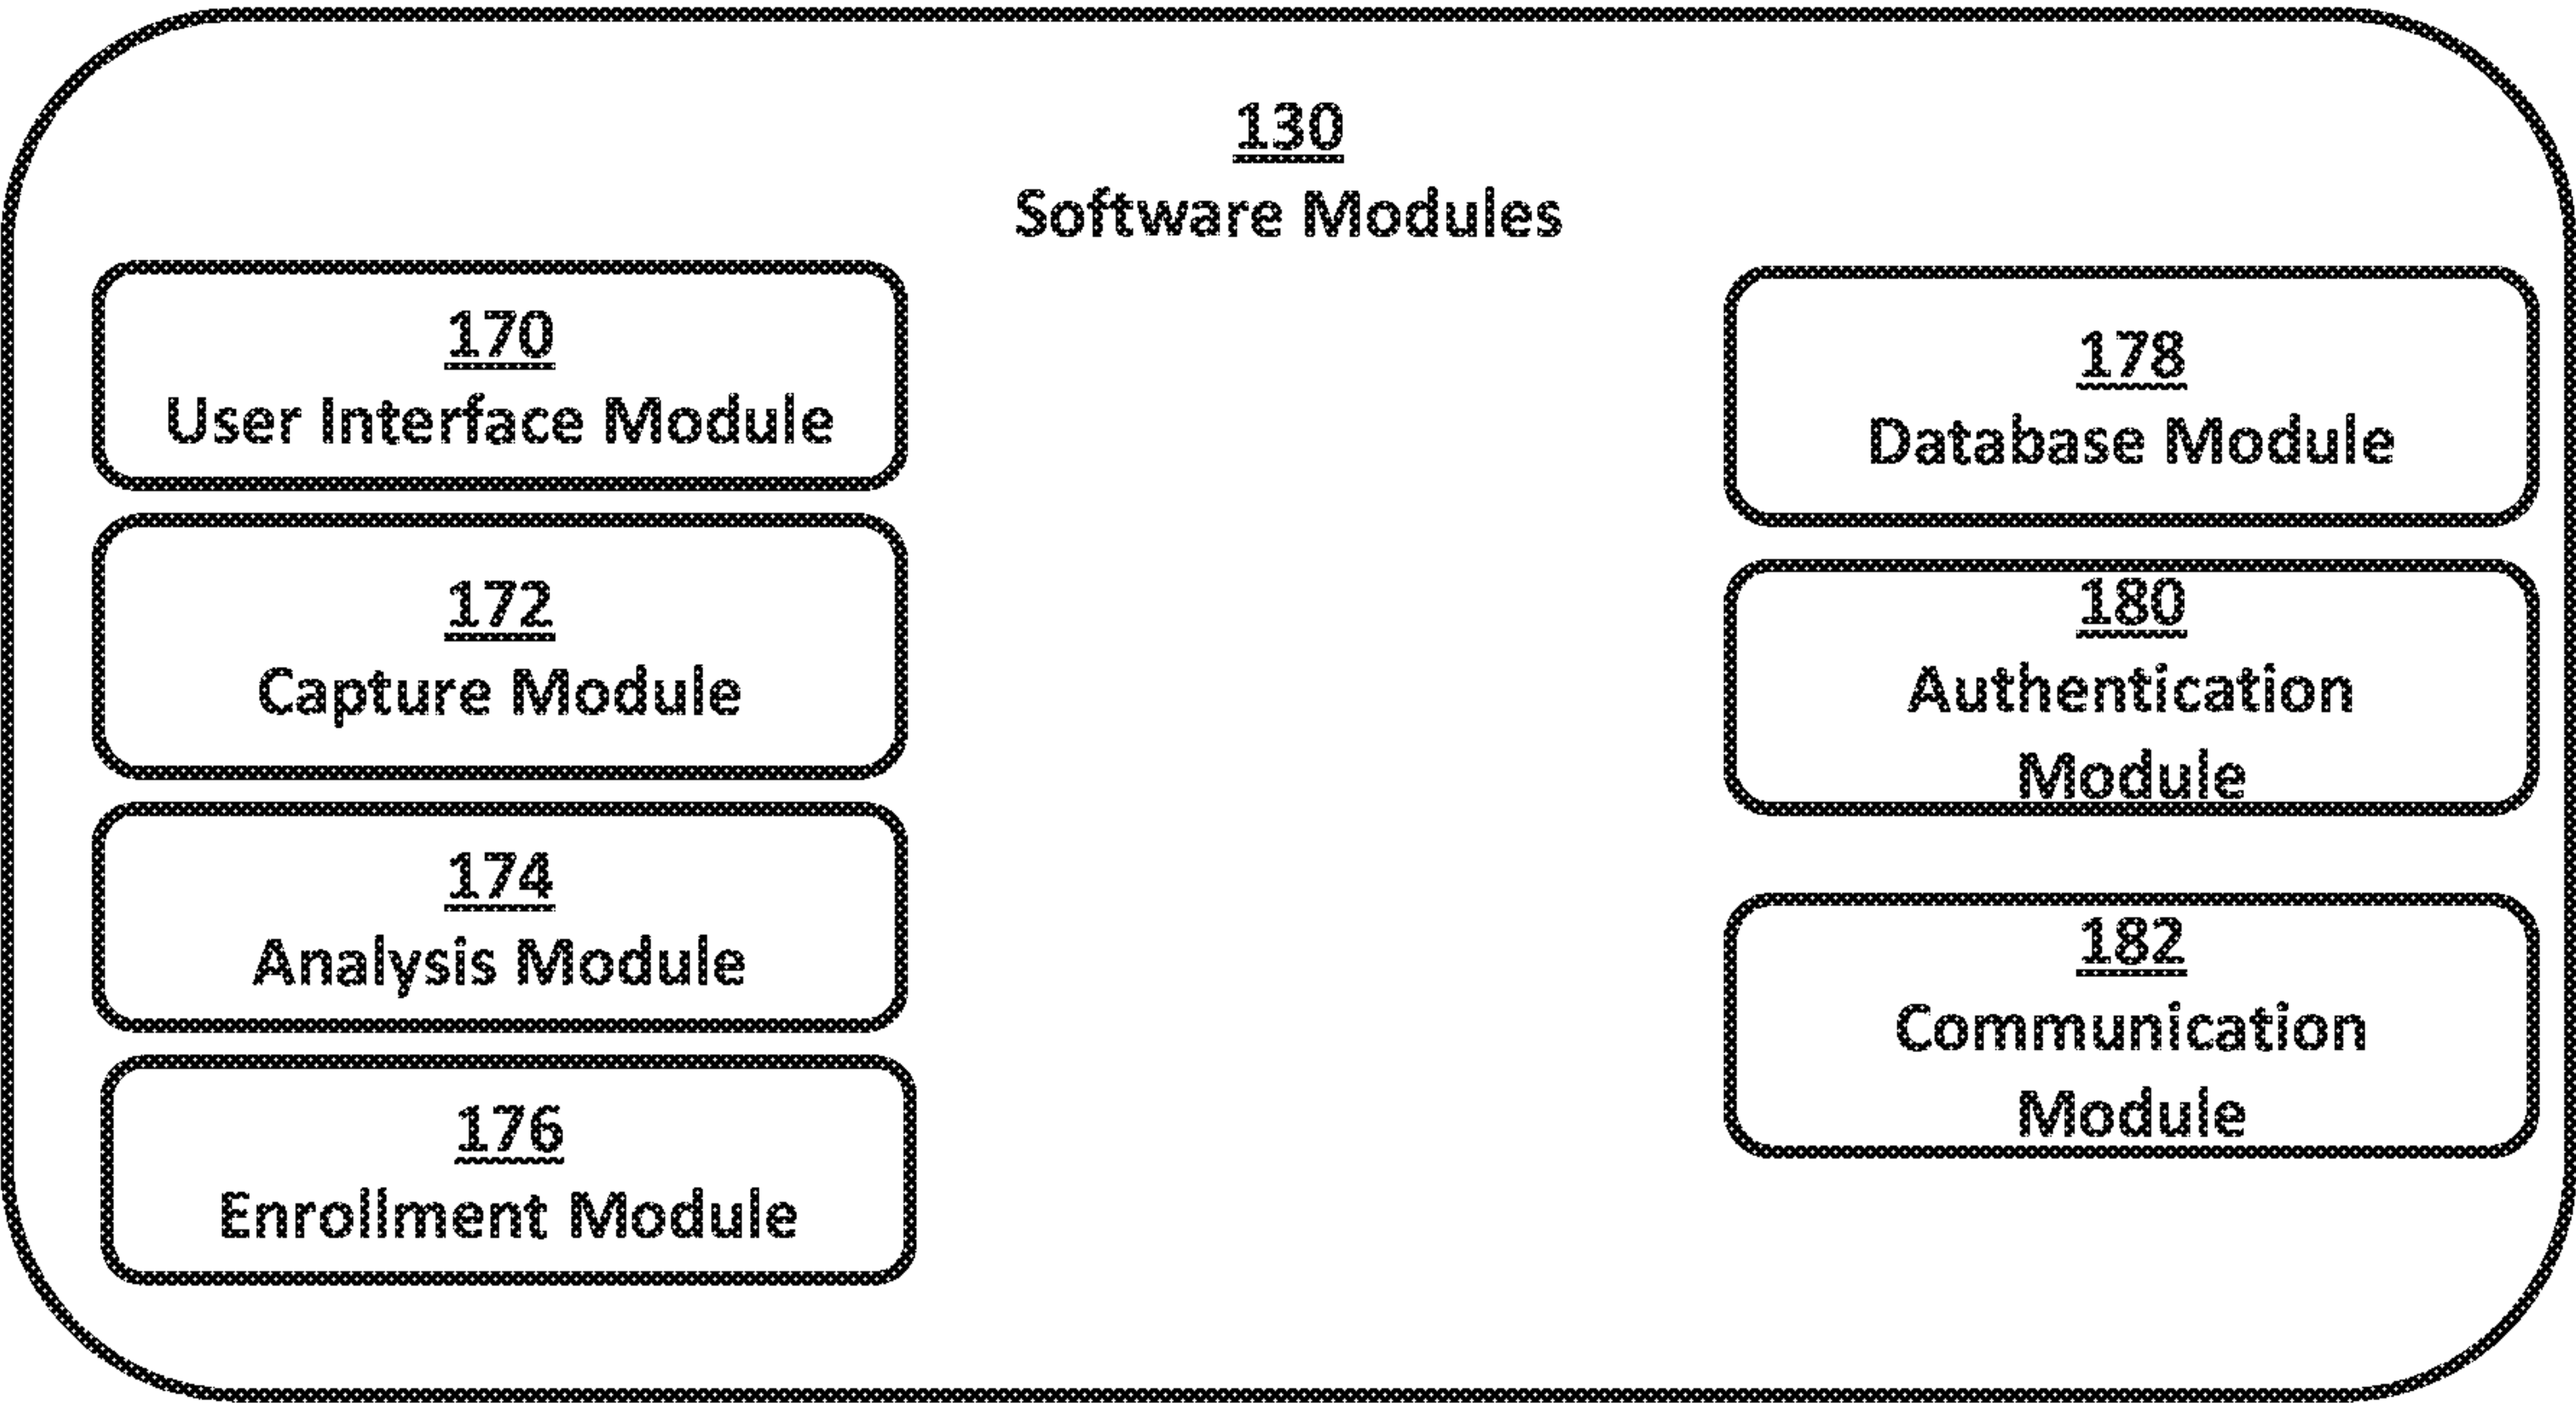 130
Software Modules
170
User Interface Module
172
Capture Module
174
Analysis Module
176
Enrollment Module
178
Database Module
180
Authentication
Module
182
Communication
Module